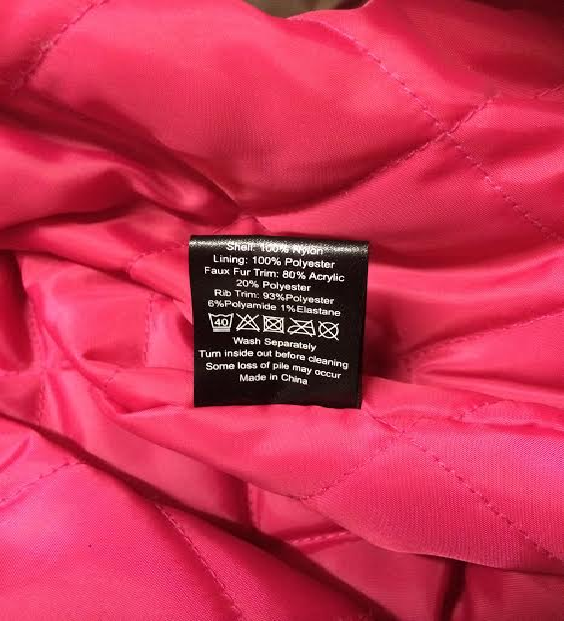 Shell: 100% Nylon
Lining: 100% Polyester
Faux Fur Trim: 80% Acrylic
20% Polyester
Rib Trim: 93%Polyester
6%Polyamide 1%Elastane
40
Wash Separately
Turn inside out before cleaning
Some loss of pile may occur
Made in China